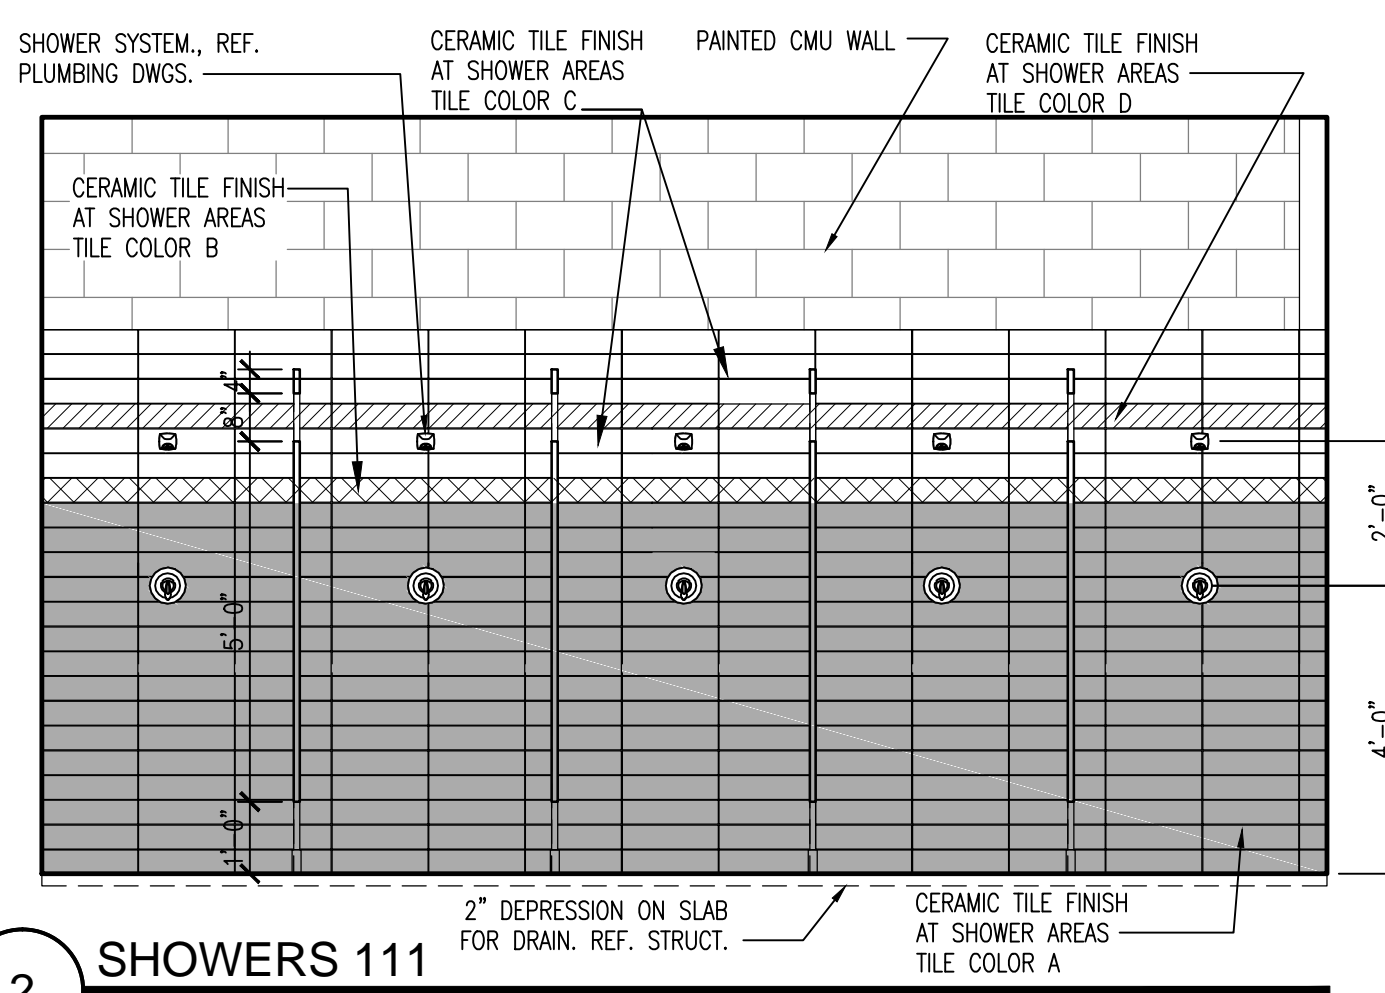 SHOWER SYSTEM., REF.
PLUMBING DWGS.
CERAMIC TILE FINISH
AT SHOWER AREAS
TILE COLOR C
PAINTED CMU WALL
CERAMIC TILE FINISH
AT SHOWER AREAS
TILE COLOR D
CERAMIC TILE FINISH
AT SHOWER AREAS
TILE COLOR B
4"
8"
5' 0"
1' 0"
2'-0"
4'-0"
2" DEPRESSION ON SLAB
FOR DRAIN. REF. STRUCT.
CERAMIC TILE FINISH
AT SHOWER AREAS
TILE COLOR A
2
SHOWERS 111